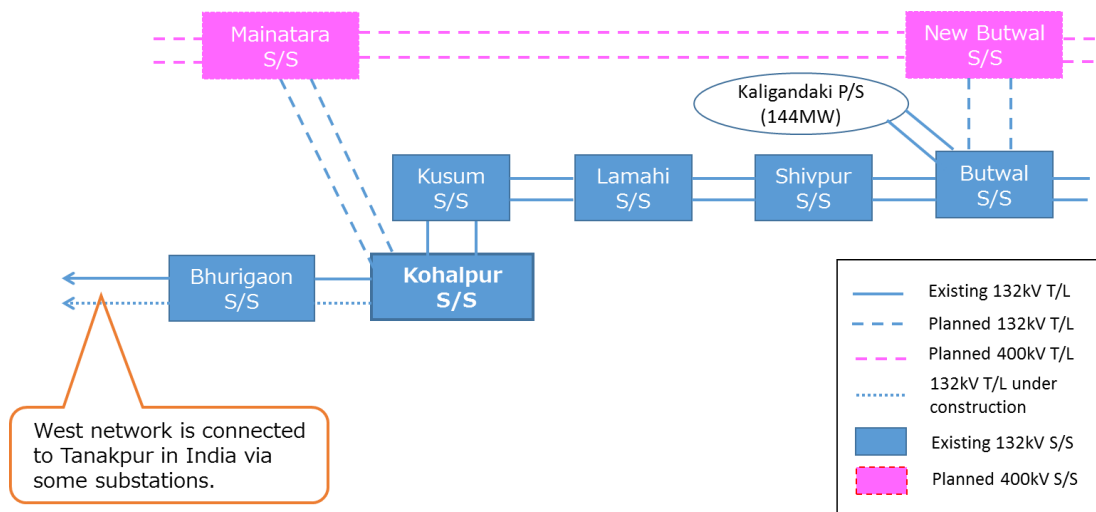 Mainatara
S/S
New Butwal
S/S
Kaligandaki P/S
(144MW)
Kusum
S/S
Lamahi
S/S
Shivpur
S/S
Butwal
S/S
Bhurigaon
S/S
Kohalpur
S/S
West network is connected
to Tanakpur in India via
some substations.
Existing 132kV T/L
Planned 132kV T/L
Planned 400kV T/L
132kV T/L under
construction
Existing 132kV S/S
Planned 400kV S/S